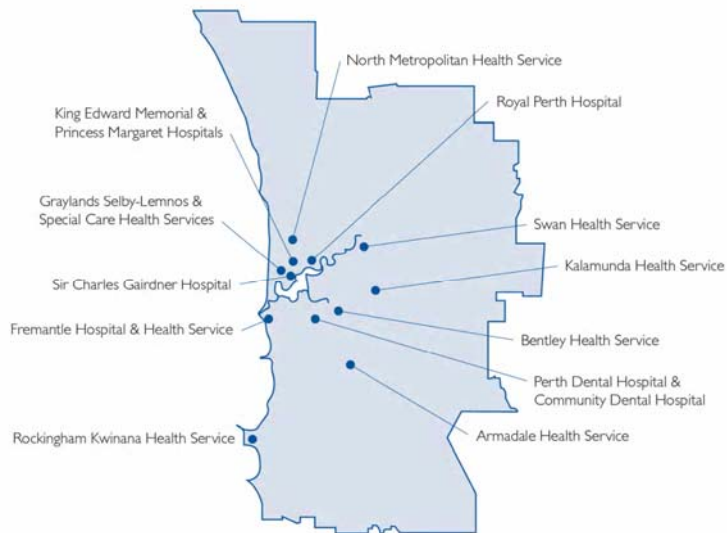 North Metropolitan Health Service
Royal Perth Hospital
King Edward Memorial &
Princess Margaret Hospitals
Graylands Selby-Lemnos &
Special Care Health Services
Swan Health Service
Kalamunda Health Service
Sir Charles Gairdner Hospital
Fremantle Hospital & Health Service
Bentley Health Service
Perth Dental Hospital &
Community Dental Hospital
Armadale Health Service
Rockingham Kwinana Health Service